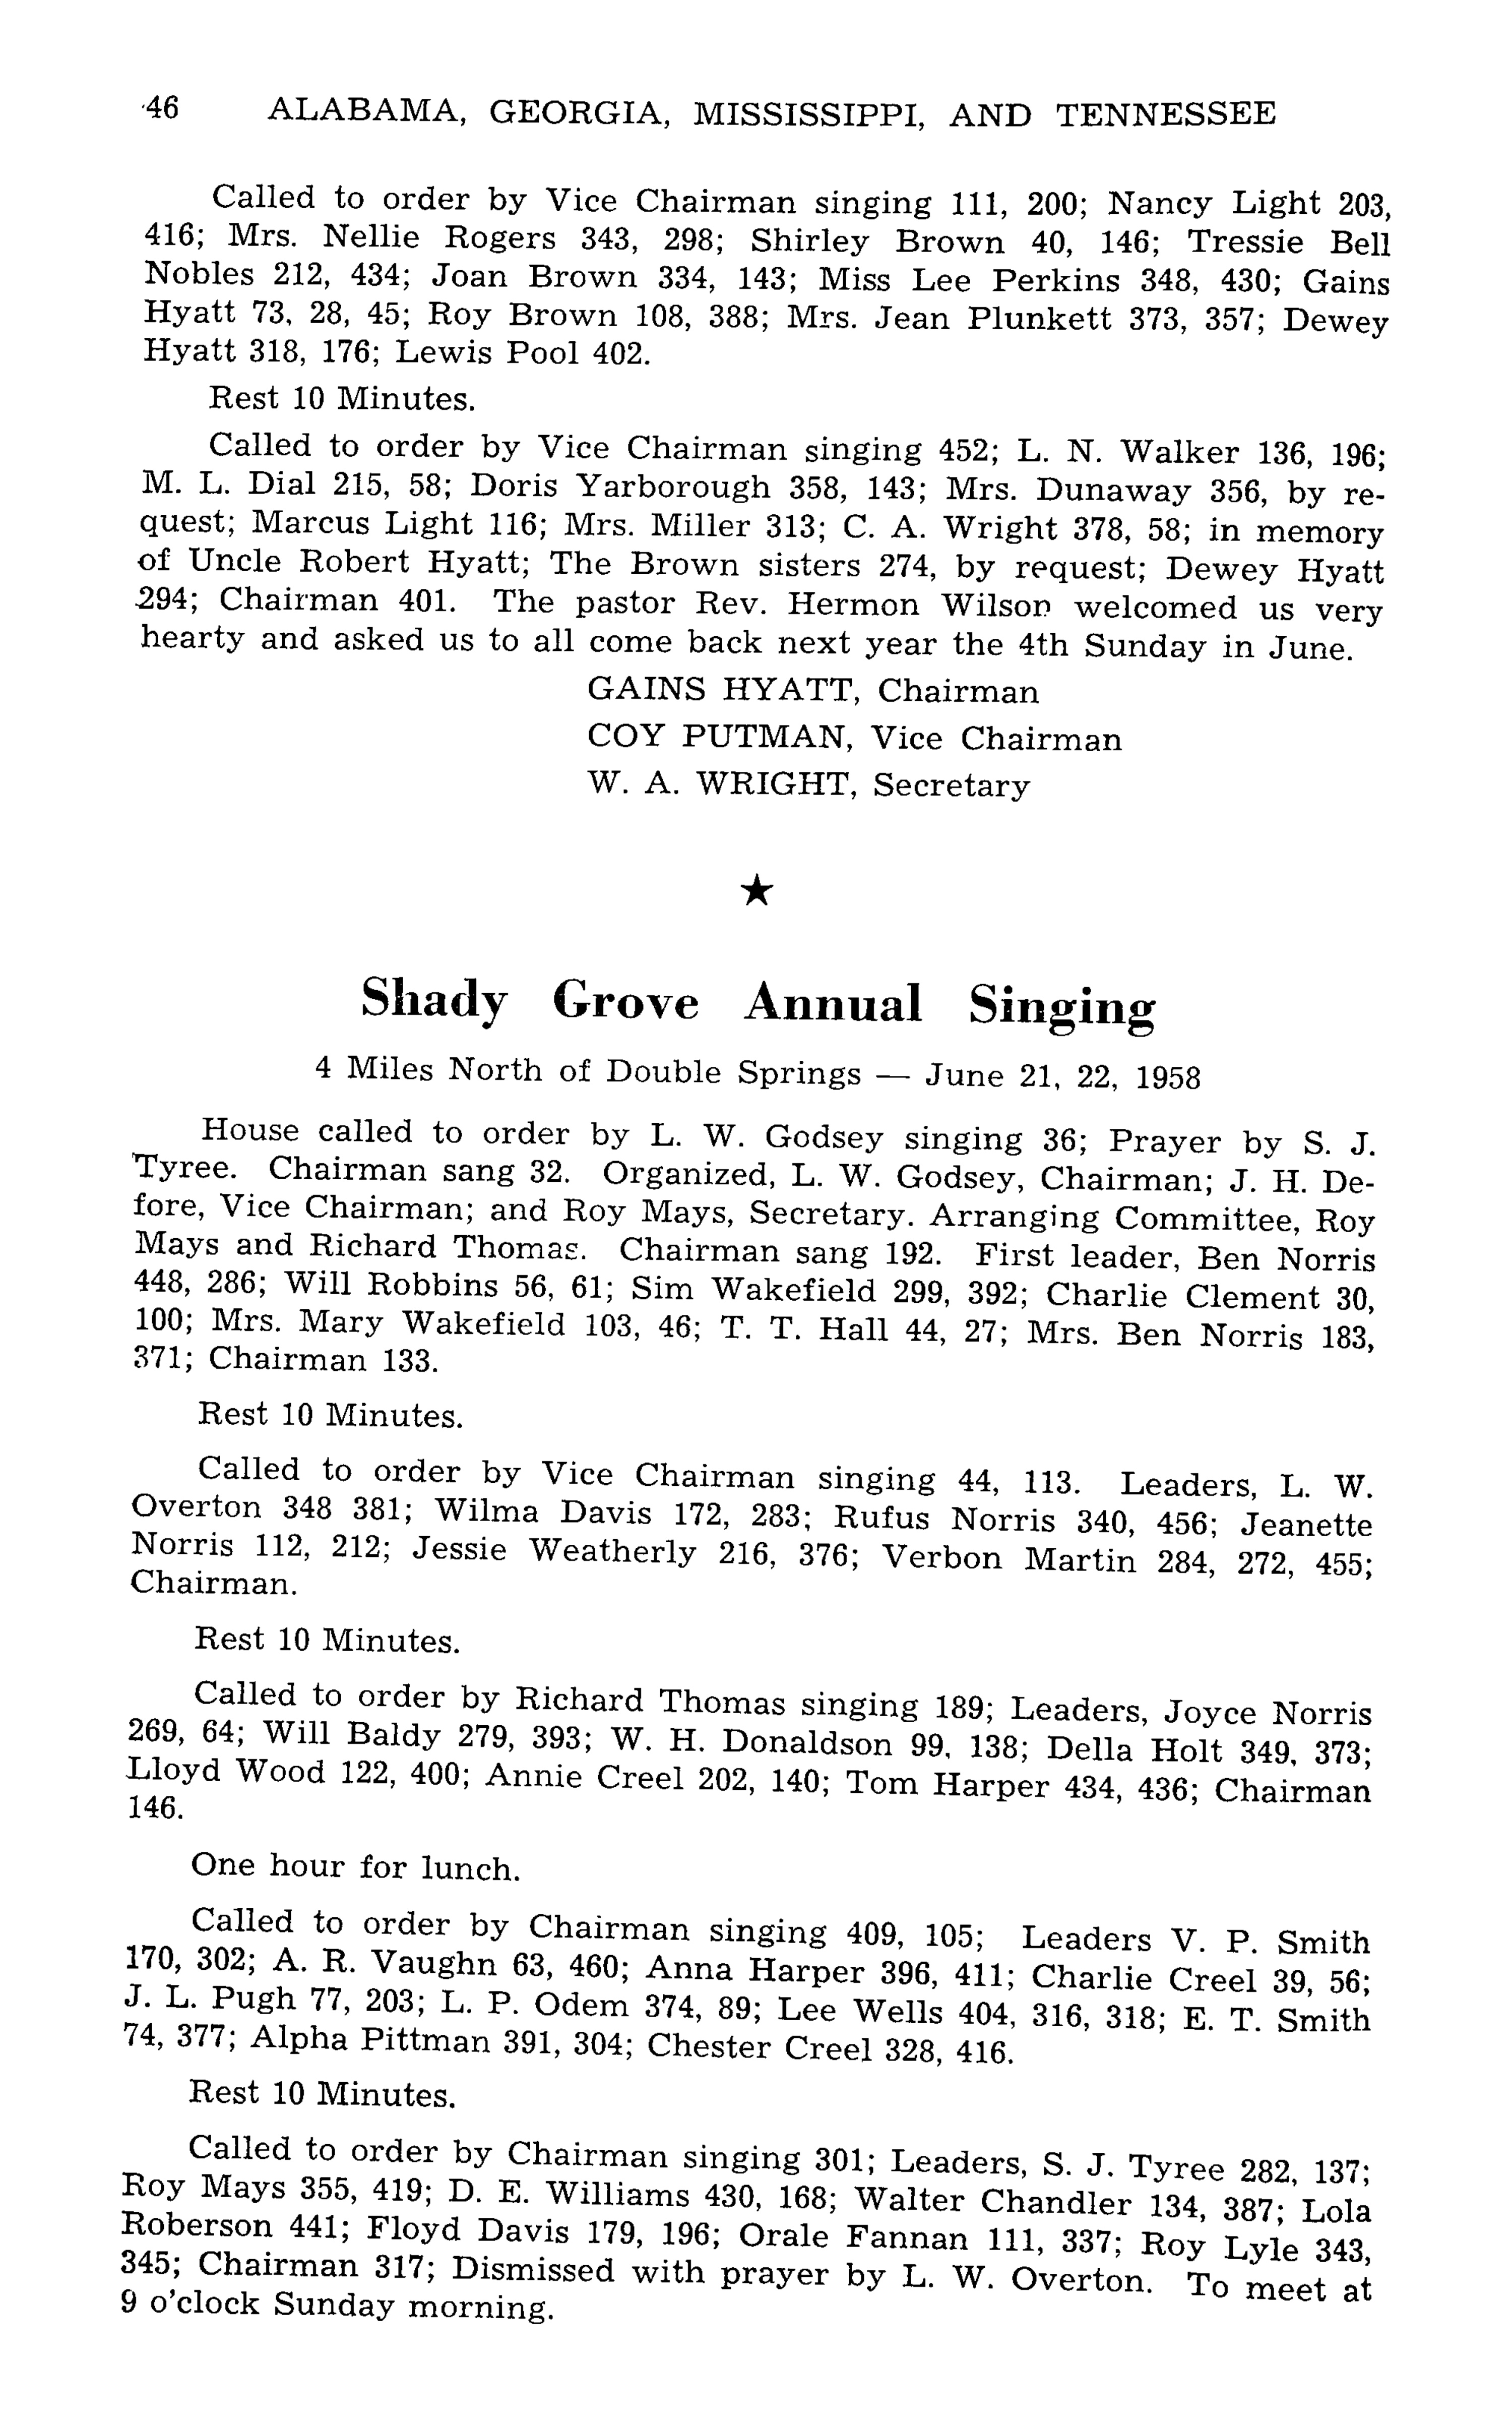 46 ALABAMA, GEORGIA, MISSISSIPPI, AND TENNESSEE
Called to order by Vice Chairman singing 111, 200; Nancy Light 203,
416; Mrs. Nellie Rogers 343, 298; Shirley Brown 40, 146; Tressie Bell
Nobles 212, 434; Joan Brown 334, 143; Miss Lee Perkins 348, 430; Gains
Hyatt 73, 28, 45; Roy Brown 108, 388; Mrs. Jean Plunkett 373, 357; Dewey
Hyatt 318, 176; Lewis Pool 402.
Rest 10 Minutes.
Called to order by Vice Chairman singing 452; L. N. Walker 136, 196;
M. L. Dial 215, 58; Doris Yarborough 358, 143; Mrs. Dunaway 356, by re-
quest; Marcus Light 116; Mrs. Miller 313; C. A. Wright 378, 58; in memory
of Uncle Robert Hyatt; The Brown sisters 274, by request; Dewey Hyatt
294; Chairman 401. The pastor Rev. Hermon Wilson welcomed us very
hearty and asked us to all come back next year the 4th Sunday in June.
GAINS HYATT, Chairman
COY PUTMAN, Vice Chairman
W. A. WRIGHT, Secretary
★
Shady Grove Annual Singing
4 Miles North of Double Springs — June 21, 22, 1958
House called to order by L. W. Godsey singing 36; Prayer by S. J.
Tyree. Chairman sang 32. Organized, L. W. Godsey, Chairman; J. H. De-
fore, Vice Chairman; and Roy Mays, Secretary. Arranging Committee, Roy
Mays and Richard Thomas. Chairman sang 192. First leader, Ben Norris
448, 286; Will Robbins 56, 61; Sim Wakefield 299, 392; Charlie Clement 30,
100; Mrs. Mary Wakefield 103, 46; T. T. Hall 44, 27; Mrs. Ben Norris 183,
371; Chairman 133.
Rest 10 Minutes.
Called to order by Vice Chairman singing 44, 113. Leaders, L. W.
Overton 348 381; Wilma Davis 172, 283; Rufus Norris 340, 456; Jeanette
Norris 112, 212; Jessie Weatherly 216, 376; Verbon Martin 284, 272, 455;
Chairman.
Rest 10 Minutes.
Called to order by Richard Thomas singing 189; Leaders, Joyce Norris
269, 64; Will Baldy 279, 393; W. H. Donaldson 99, 138; Della Holt 349, 373;
Lloyd Wood 122, 400; Annie Creel 202, 140; Tom Harper 434, 436; Chairman
146.
One hour for lunch.
Called to order by Chairman singing 409, 105; Leaders V. P. Smith
170, 302; A. R. Vaughn 63, 460; Anna Harper 396, 411; Charlie Creel 39, 56;
J. L. Pugh 77, 203; L. P. Odem 374, 89; Lee Wells 404, 316, 318; E. T. Smith
74, 377; Alpha Pittman 391, 304; Chester Creel 328, 416.
Rest 10 Minutes.
Called to order by Chairman singing 301; Leaders, S. J. Tyree 282, 137;
Roy Mays 355, 419; D. E. Williams 430, 168; Walter Chandler 134, 387; Lola
Roberson 441; Floyd Davis 179, 196; Orale Fannan 111, 337; Roy Lyle 343,
345; Chairman 317; Dismissed with prayer by L. W. Overton. To meet at
9 o'clock Sunday morning.